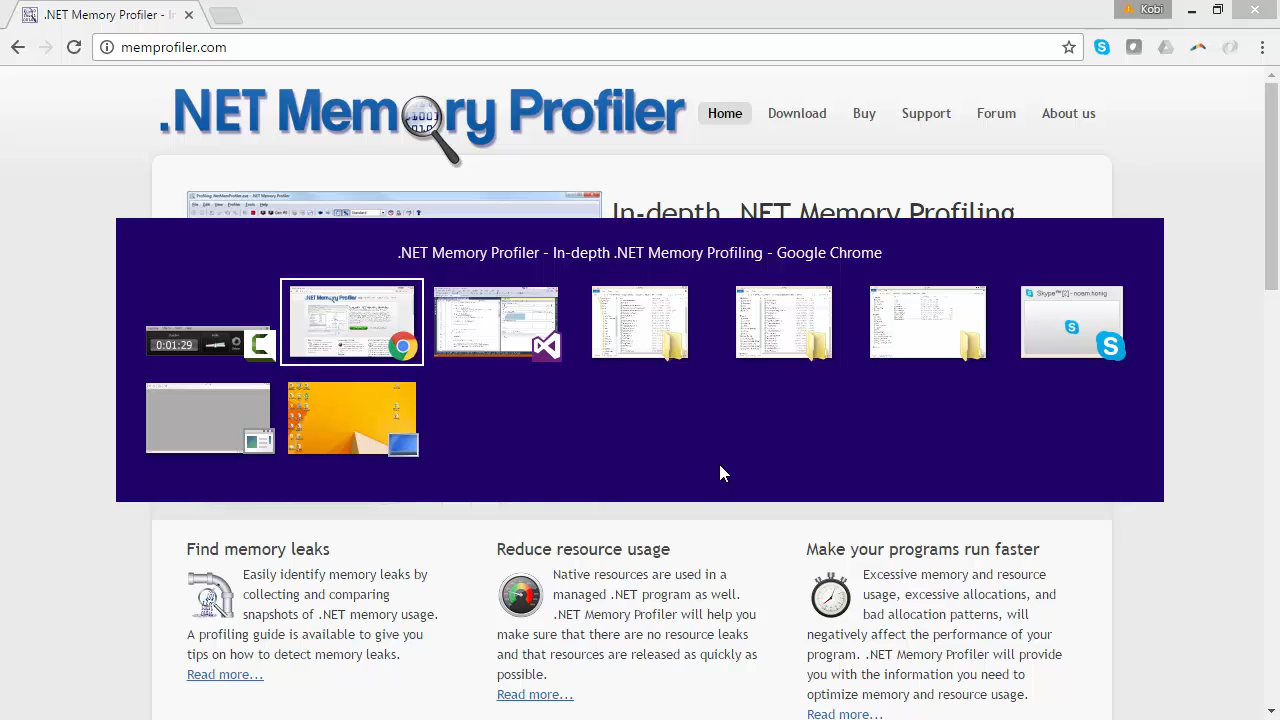 .NET Memory Profiler - In
Kobi
memprofiler.com
.NET Memory Profiler
Home
Download
Buy
Support
Forum
About us
In-depth .NET Memory Profiling
.NET Memory Profiler - In-depth .NET Memory Profiling - Google Chrome
0:01:29
Skype™[2] - noam.honig
Find memory leaks
Easily identify memory leaks by
collecting and comparing
snapshots of .NET memory usage.
A profiling guide is available to give you
tips on how to detect memory leaks.
Read more...
Reduce resource usage
Native resources are used in a
managed .NET program as well.
.NET Memory Profiler will help you
make sure that there are no resource leaks
and that resources are released as quickly as
possible.
Read more...
Make your programs run faster
Excessive memory and resource
usage, excessive allocations, and
bad allocation patterns, will
negatively affect the performance of your
program. .NET Memory Profiler will provide
you with the information you need to
optimize memory and resource usage.
Read more...